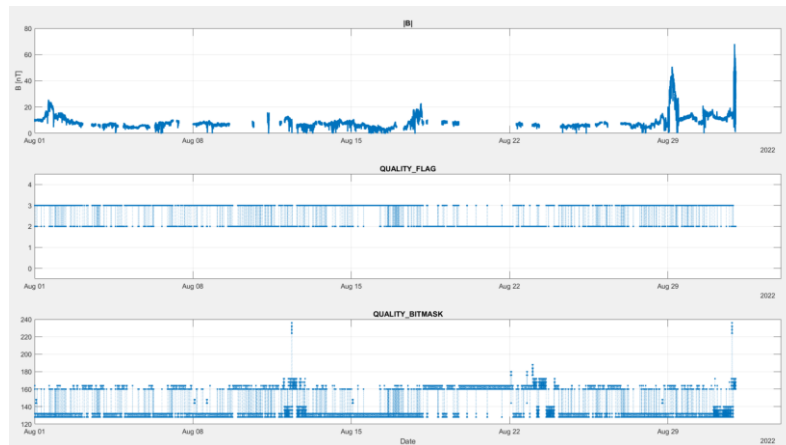 |B|
80
60
40
20
0
B [nT]
Aug 01 Aug 08 Aug 15 Aug 22 Aug 29
2022
QUALITY_FLAG
4
3
2
1
0
Aug 01 Aug 08 Aug 15 Aug 22 Aug 29
2022
QUALITY_BITMASK
240
220
200
180
160
140
120
Aug 01 Aug 08 Aug 15 Aug 22 Aug 29
Date
2022